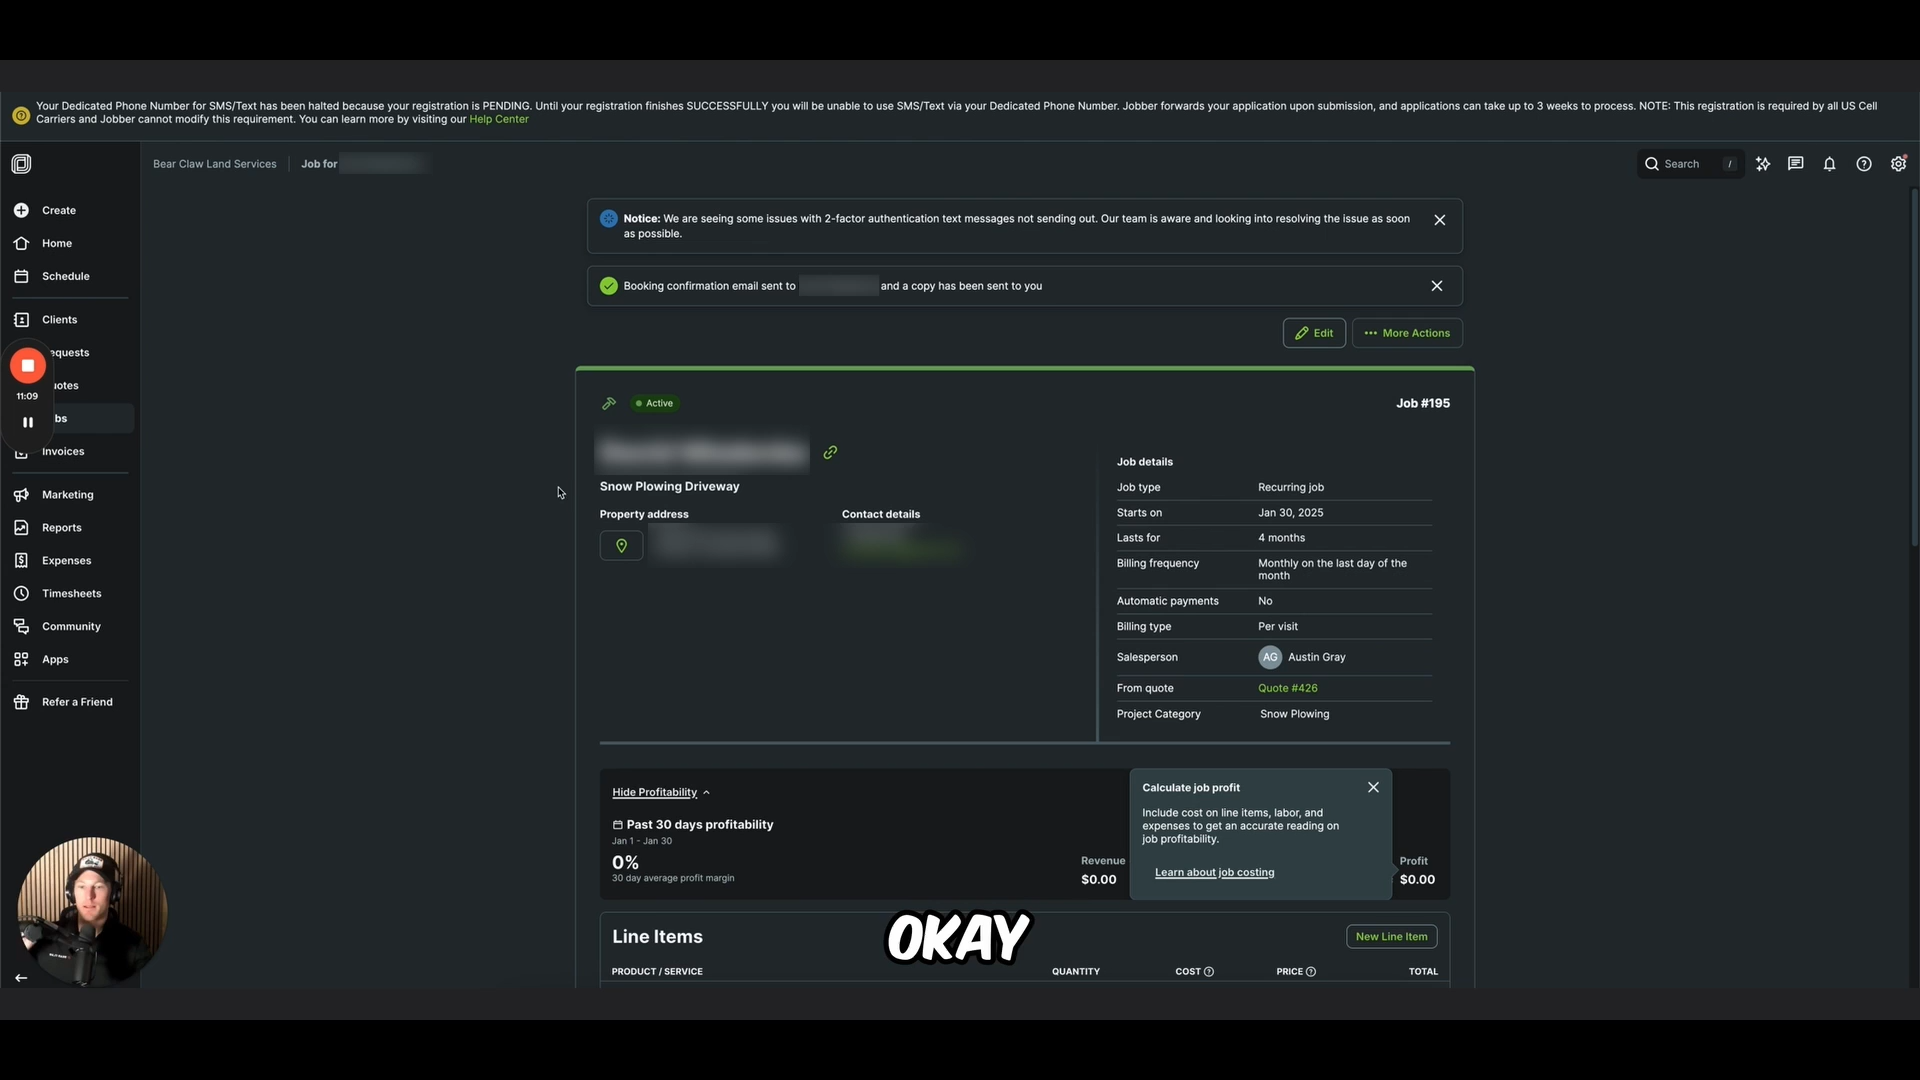 Your Dedicated Phone Number for SMS/Text has been halted because your registration is PENDING. Until your registration finishes SUCCESSFULLY you will be unable to use SMS/Text via your Dedicated Phone Number. Jobber forwards your application upon submission, and applications can take up to 3 weeks to process. NOTE: This registration is required by all US Cell
Carriers and Jobber cannot modify this requirement. You can learn more by visiting our Help Center
Bear Claw Land Services
Job for
Search /
Create
Home
Schedule
Clients
equests
uotes
bs
Invoices
11:09
Marketing
Reports
Expenses
Timesheets
Community
Apps
Refer a Friend
Notice: We are seeing some issues with 2-factor authentication text messages not sending out. Our team is aware and looking into resolving the issue as soon
as possible.
Booking confirmation email sent to and a copy has been sent to you
Edit
More Actions
Active
Job #195
Snow Plowing Driveway
Property address
Contact details
Job details
Job type Recurring job
Starts on Jan 30, 2025
Lasts for 4 months
Billing frequency Monthly on the last day of the
month
Automatic payments No
Billing type Per visit
Salesperson AG Austin Gray
From quote Quote #426
Project Category Snow Plowing
Hide Profitability
Past 30 days profitability
Jan 1 - Jan 30
0%
30 day average profit margin
Revenue
$0.00
Calculate job profit
Include cost on line items, labor, and
expenses to get an accurate reading on
job profitability.
Learn about job costing
Profit
$0.00
OKAY
Line Items
New Line Item
PRODUCT / SERVICE QUANTITY COST PRICE TOTAL